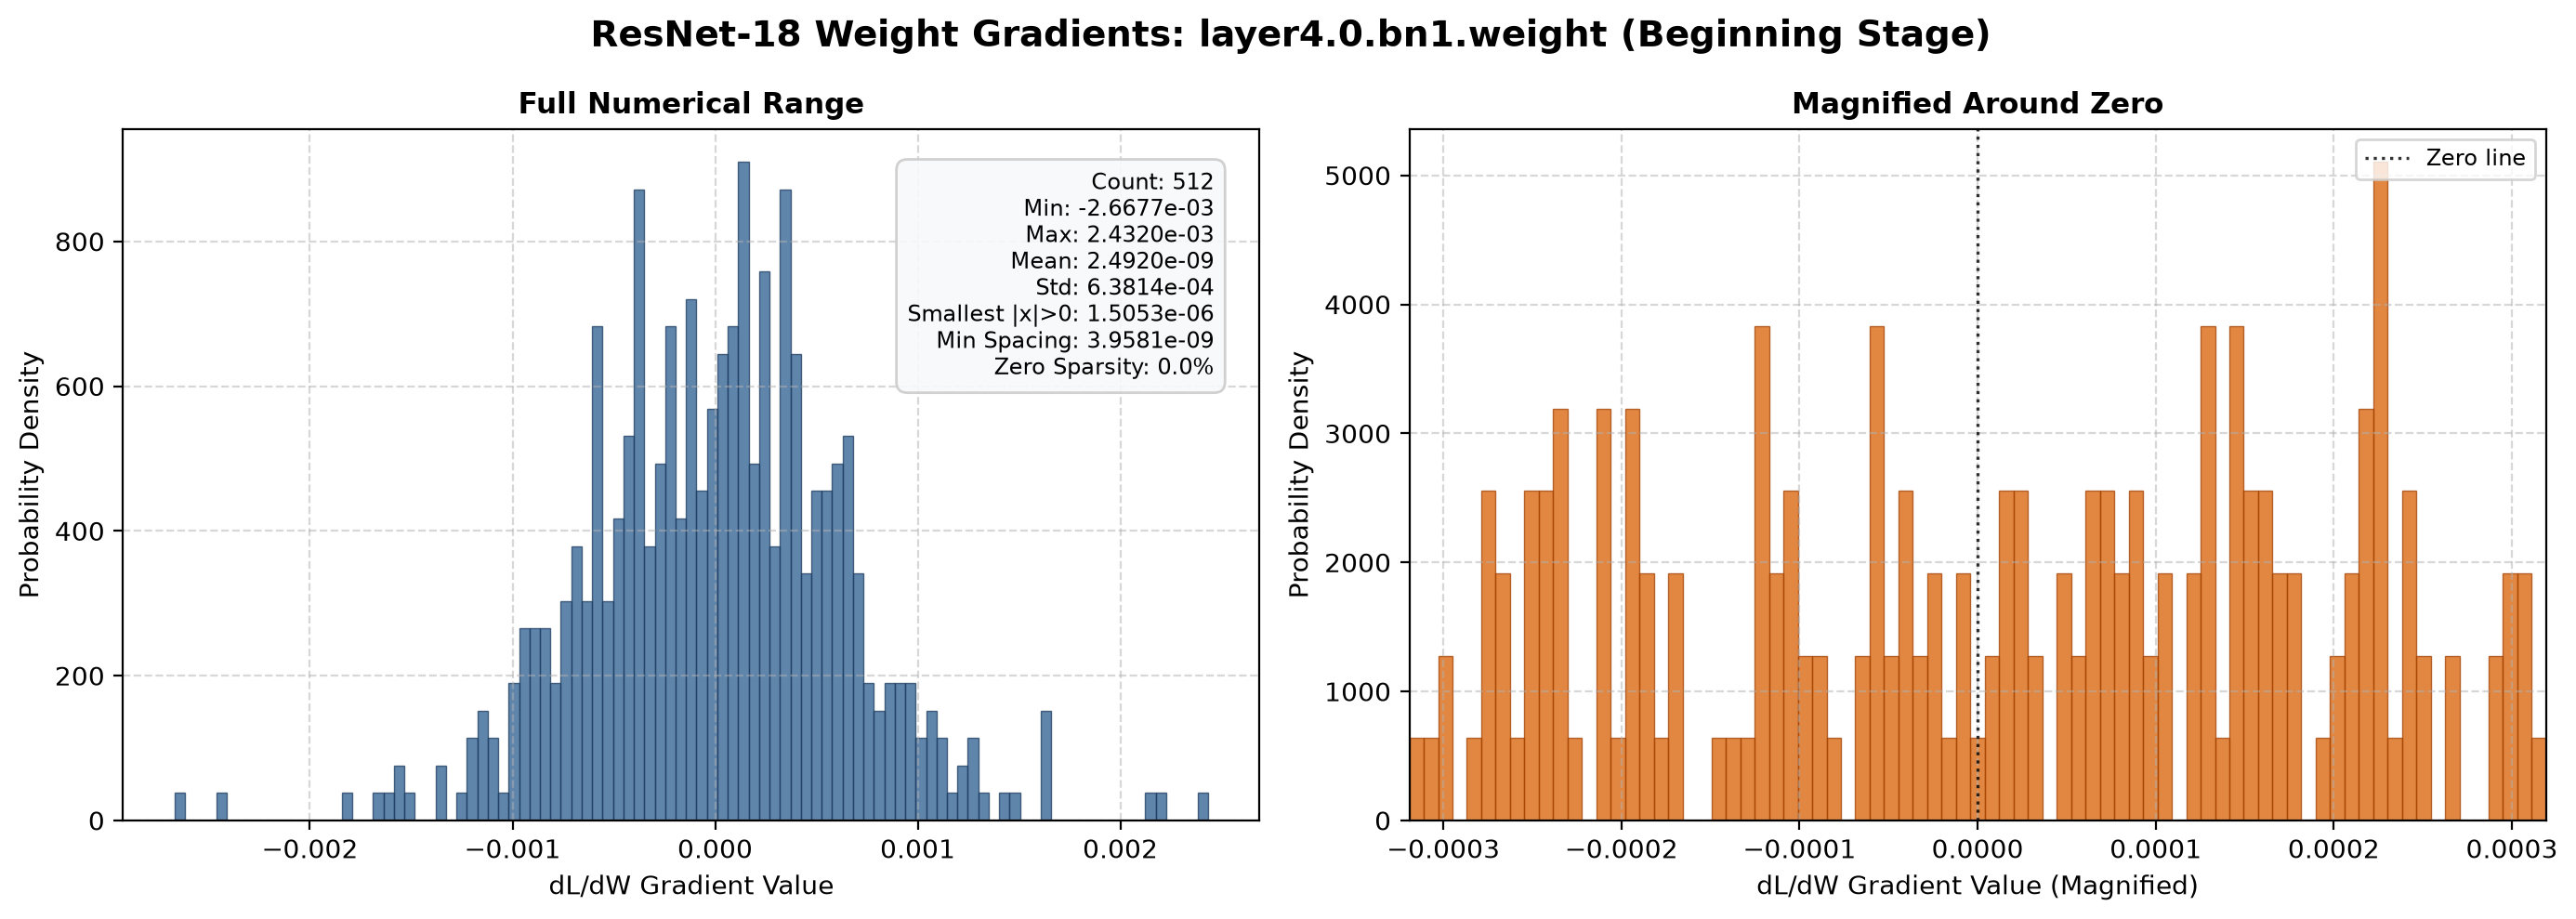 ResNet-18 Weight Gradients: layer4.0.bn1.weight (Beginning Stage)
Full Numerical Range
Probability Density
800
600
400
200
0
−0.002 −0.001 0.000 0.001 0.002
dL/dW Gradient Value
Count: 512
Min: -2.6677e-03
Max: 2.4320e-03
Mean: 2.4920e-09
Std: 6.3814e-04
Smallest |x|>0: 1.5053e-06
Min Spacing: 3.9581e-09
Zero Sparsity: 0.0%
Magnified Around Zero
Probability Density
5000
4000
3000
2000
1000
0
−0.0003 −0.0002 −0.0001 0.0000 0.0001 0.0002 0.0003
dL/dW Gradient Value (Magnified)
Zero line